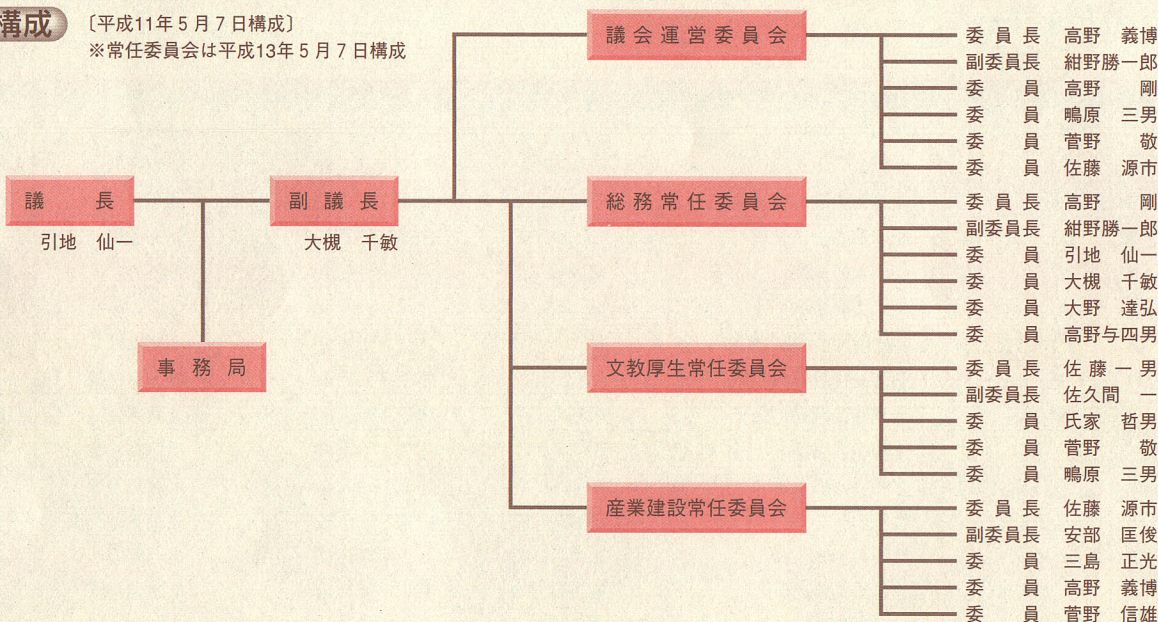 構成
〔平成11年5月7日構成〕
※常任委員会は平成13年5月7日構成
議長
引地 仙一
副議長
大槻 千敏
事務局
議会運営委員会
委員長 高野 義博
副委員長 紺野勝一郎
委員 高野 剛
委員 鴫原 三男
委員 菅野 敬
委員 佐藤 源市
総務常任委員会
委員長 高野 剛
副委員長 紺野勝一郎
委員 引地 仙一
委員 大槻 千敏
委員 大野 達弘
委員 高野与四男
文教厚生常任委員会
委員長 佐藤一男
副委員長 佐久間 一
委員 氏家 哲男
委員 菅野 敬
委員 鴫原 三男
産業建設常任委員会
委員長 佐藤 源市
副委員長 安部 匡俊
委員 三島 正光
委員 高野 義博
委員 菅野 信雄